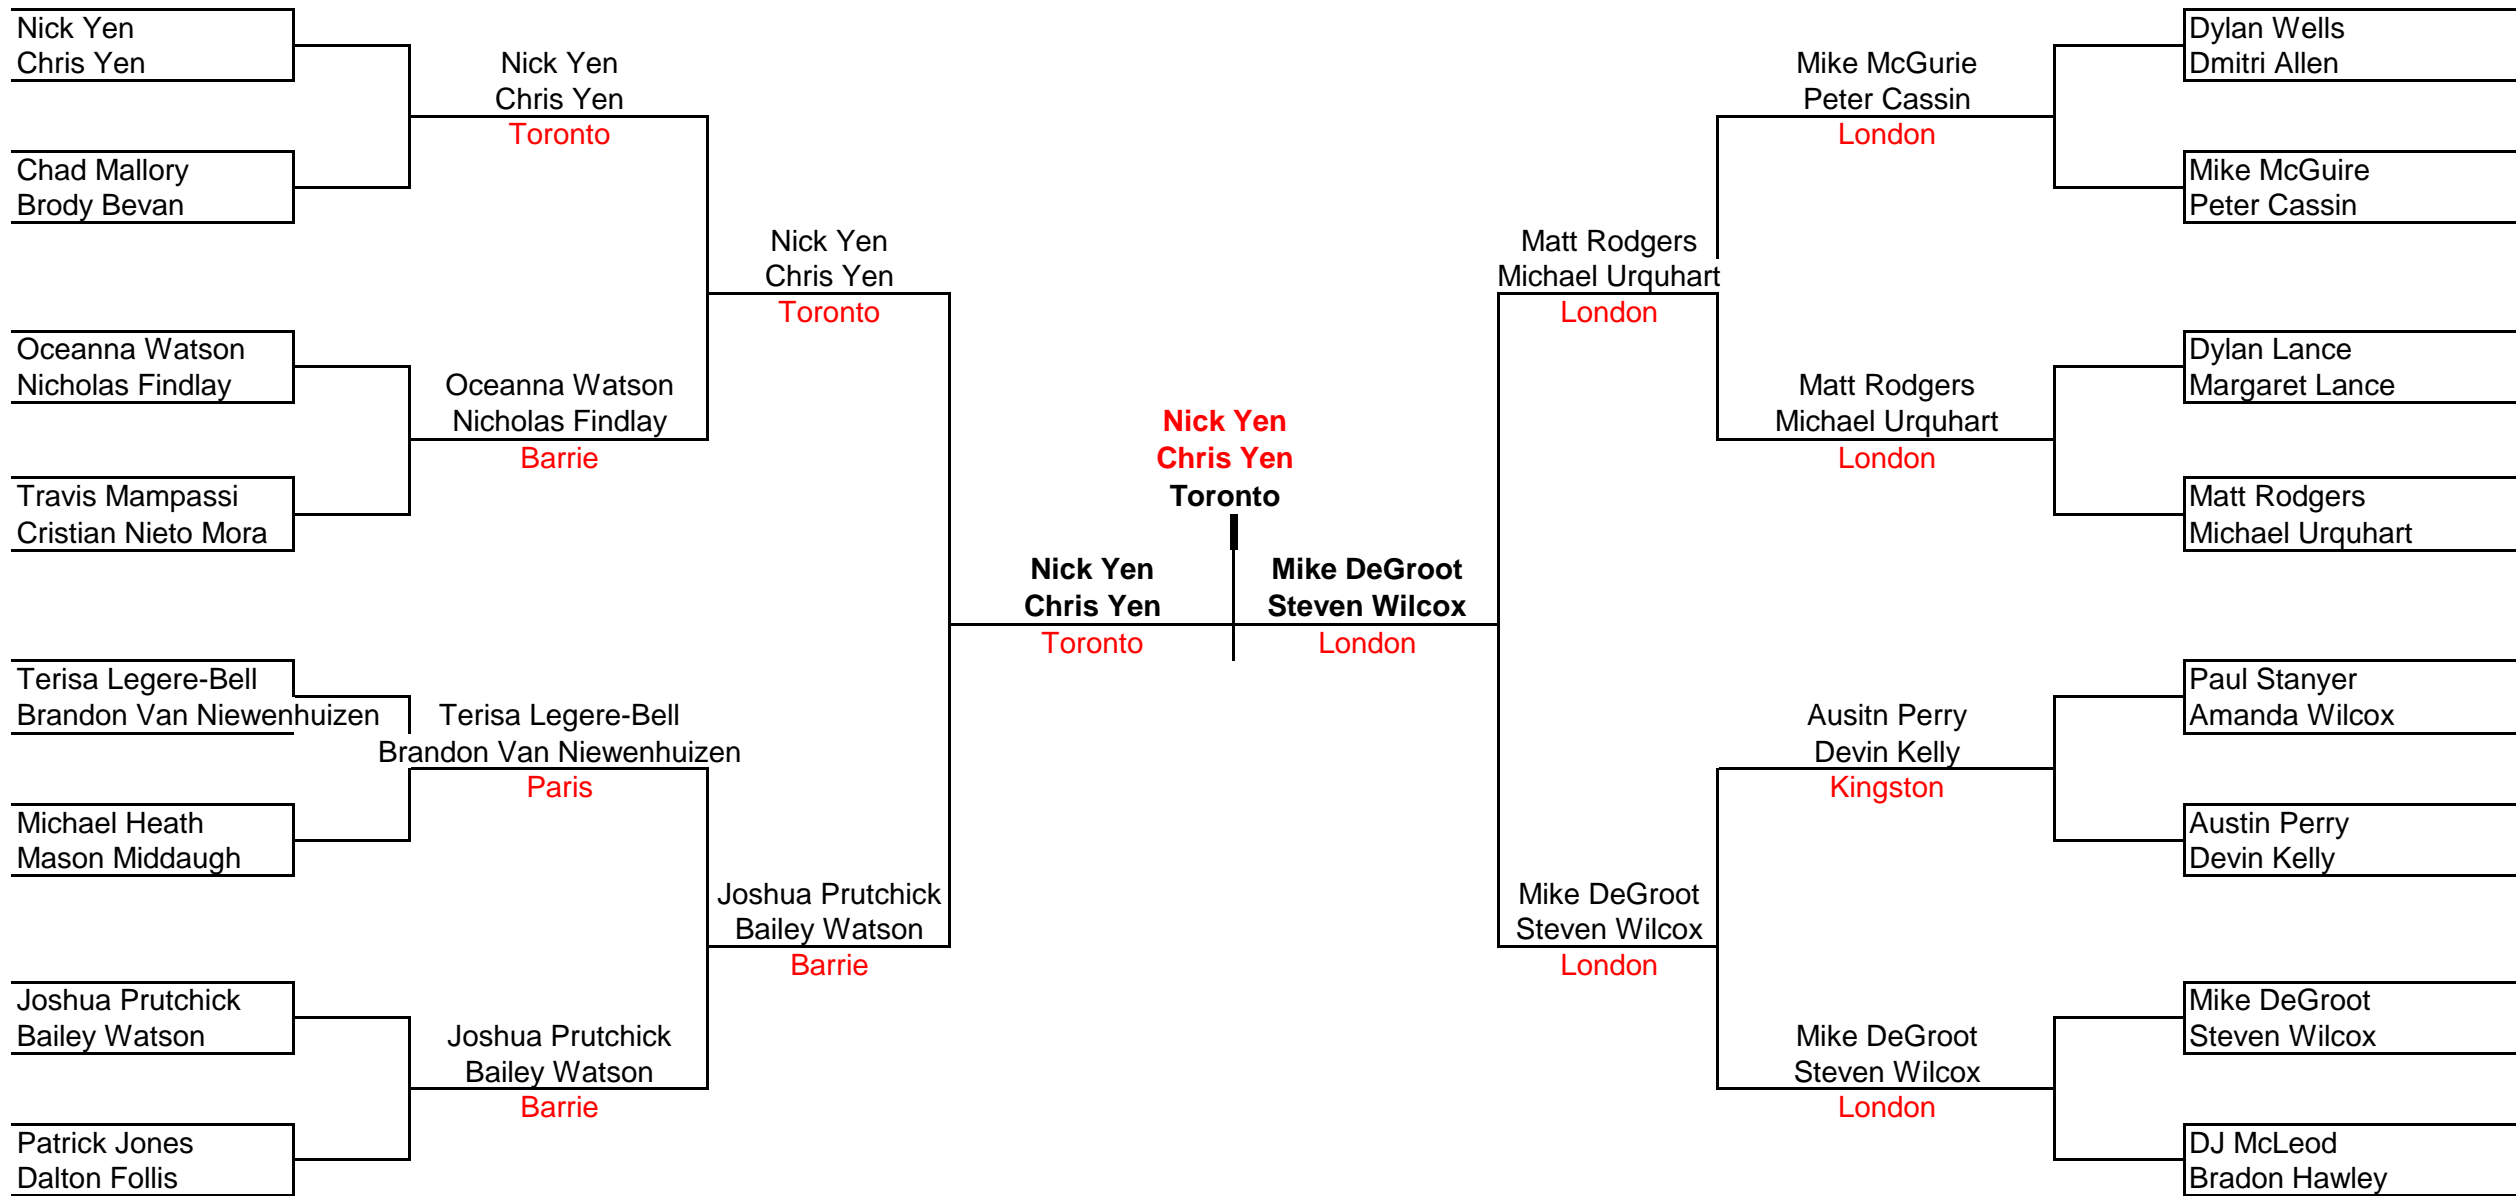 Nick Yen
Chris Yen
Chad Mallory
Brody Bevan
Oceanna Watson
Nicholas Findlay
Travis Mampassi
Cristian Nieto Mora
Terisa Legere-Bell
Brandon Van Niewenhuizen
Michael Heath
Mason Middaugh
Joshua Prutchick
Bailey Watson
Patrick Jones
Dalton Follis
Nick Yen
Chris Yen
Toronto
Oceanna Watson
Nicholas Findlay
Barrie
Terisa Legere-Bell
Brandon Van Niewenhuizen
Paris
Joshua Prutchick
Bailey Watson
Barrie
Nick Yen
Chris Yen
Toronto
Joshua Prutchick
Bailey Watson
Barrie
Nick Yen
Chris Yen
Toronto
Nick Yen
Chris Yen
Toronto
Mike DeGroot
Steven Wilcox
London
Matt Rodgers
Michael Urquhart
London
Mike DeGroot
Steven Wilcox
London
Mike McGurie
Peter Cassin
London
Matt Rodgers
Michael Urquhart
London
Ausitn Perry
Devin Kelly
Kingston
Mike DeGroot
Steven Wilcox
London
Dylan Wells
Dmitri Allen
Mike McGuire
Peter Cassin
Dylan Lance
Margaret Lance
Matt Rodgers
Michael Urquhart
Paul Stanyer
Amanda Wilcox
Austin Perry
Devin Kelly
Mike DeGroot
Steven Wilcox
DJ McLeod
Bradon Hawley